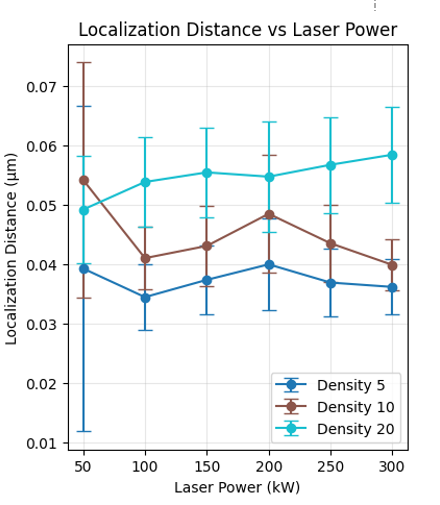 Localization Distance vs Laser Power
Localization Distance (μm)
0.07
0.06
0.05
0.04
0.03
0.02
0.01
50 100 150 200 250 300
Laser Power (kW)
Density 5
Density 10
Density 20